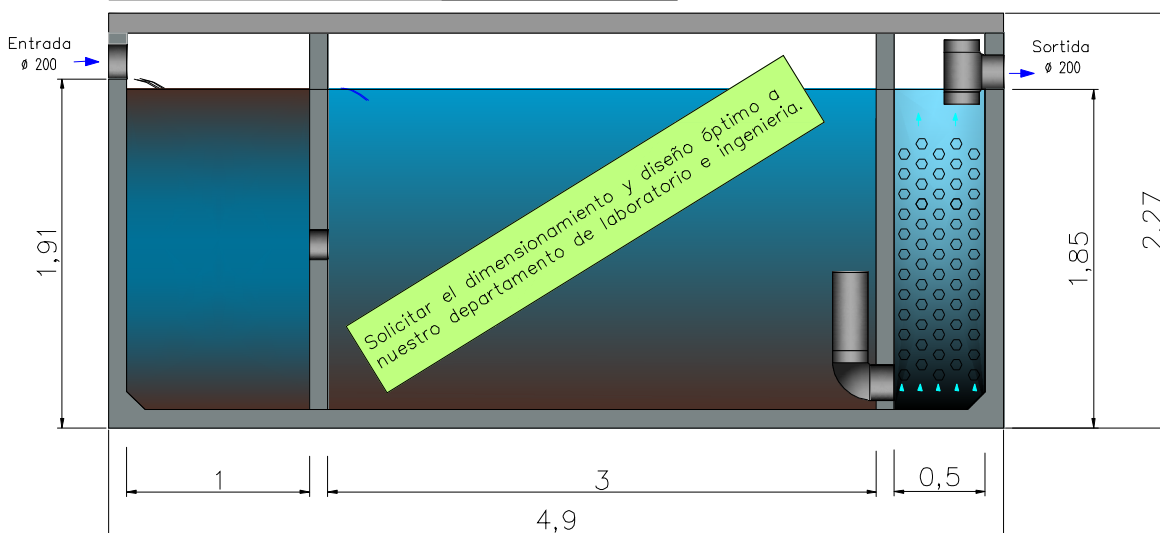 Entrada
ø 200
Sortida
ø 200
Solicitar el dimensionamiento y diseño óptimo a
nuestro departamento de laboratorio e ingenieria.
1,91
1,85
2,27
1
3
0,5
4,9